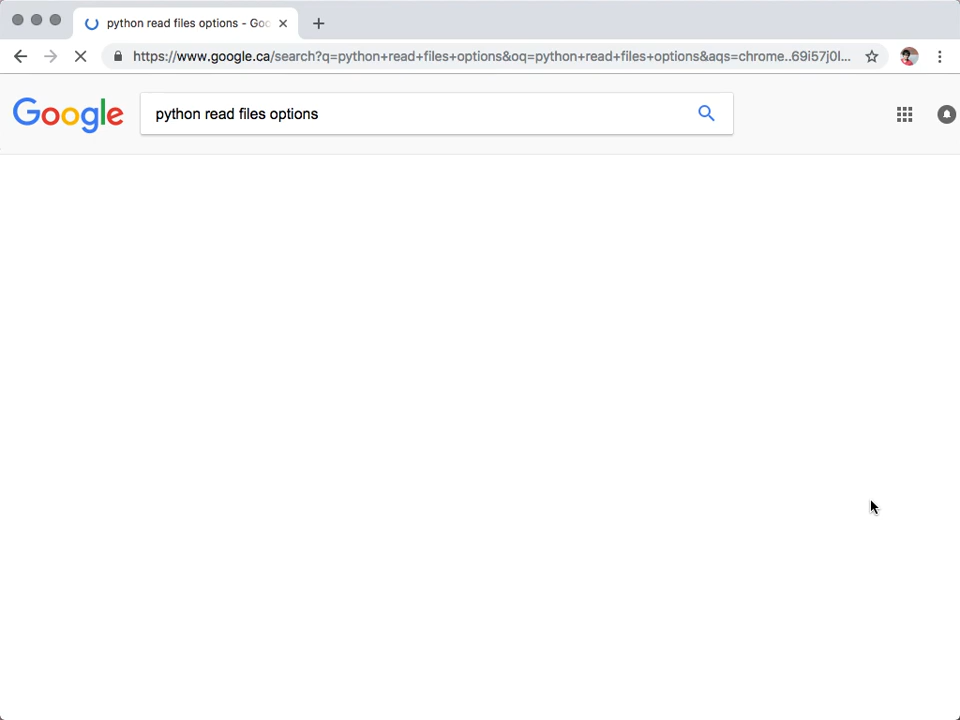 python read files options - Goo
https://www.google.ca/search?q=python+read+files+options&oq=python+read+files+options&aqs=chrome..69i57j0l...
Google
python read files options